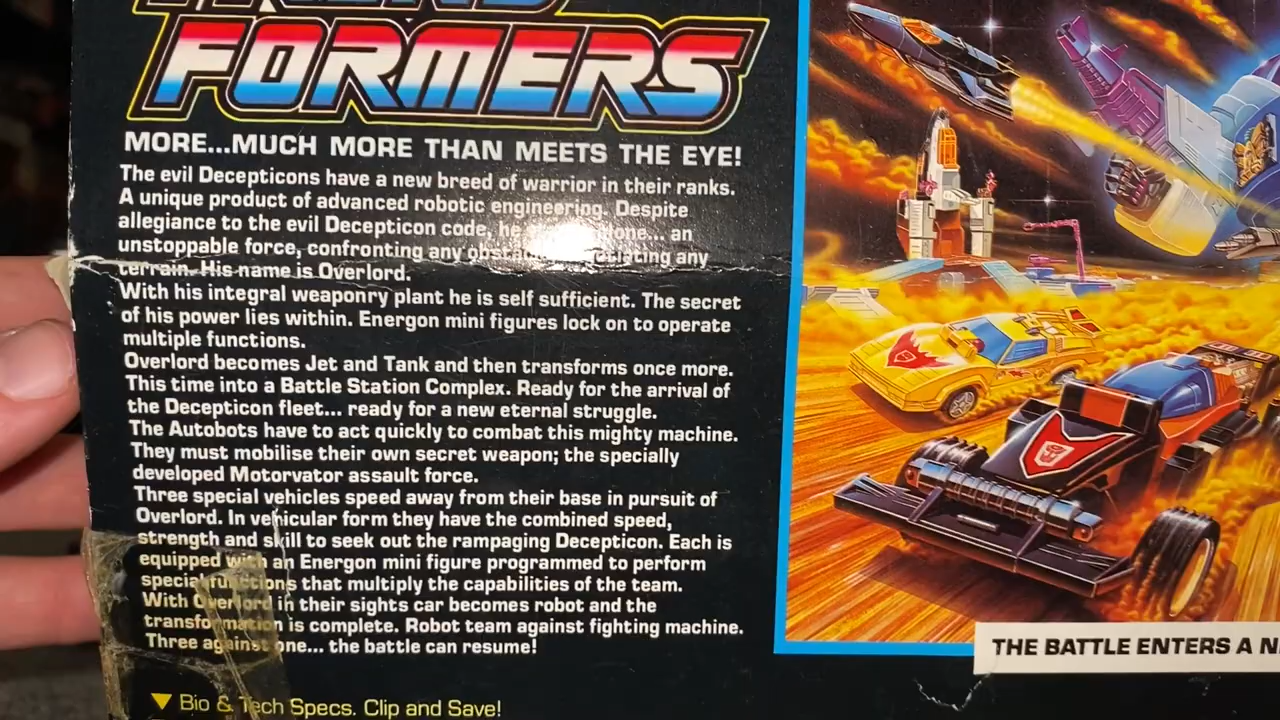 FORMERS
MORE...MUCH MORE THAN MEETS THE EYE!
The evil Decepticons have a new breed of warrior in their ranks.
A unique product of advanced robotic engineering. Despite
allegiance to the evil Decepticon code, he one... an
unstoppable force, confronting any any
terrain. His name is Overlord.
With his integral weaponry plant he is self sufficient. The secret
of his power lies within. Energon mini figures lock on to operate
multiple functions.
Overlord becomes Jet and Tank and then transforms once more.
This time into a Battle Station Complex. Ready for the arrival of
the Decepticon fleet... ready for a new eternal struggle.
The Autobots have to act quickly to combat this mighty machine.
They must mobilise their own secret weapon; the specially
developed Motorvator assault force.
Three special vehicles speed away from their base in pursuit of
Overlord. In vehicular form they have the combined speed,
strength and skill to seek out the rampaging Decepticon. Each is
equipped with an Energon mini figure programmed to perform
special functions that multiply the capabilities of the team.
With Overlord in their sights car becomes robot and the
transformation is complete. Robot team against fighting machine.
Three against one... the battle can resume!
Bio & Tech Specs. Clip and Save!
THE BATTLE ENTERS A